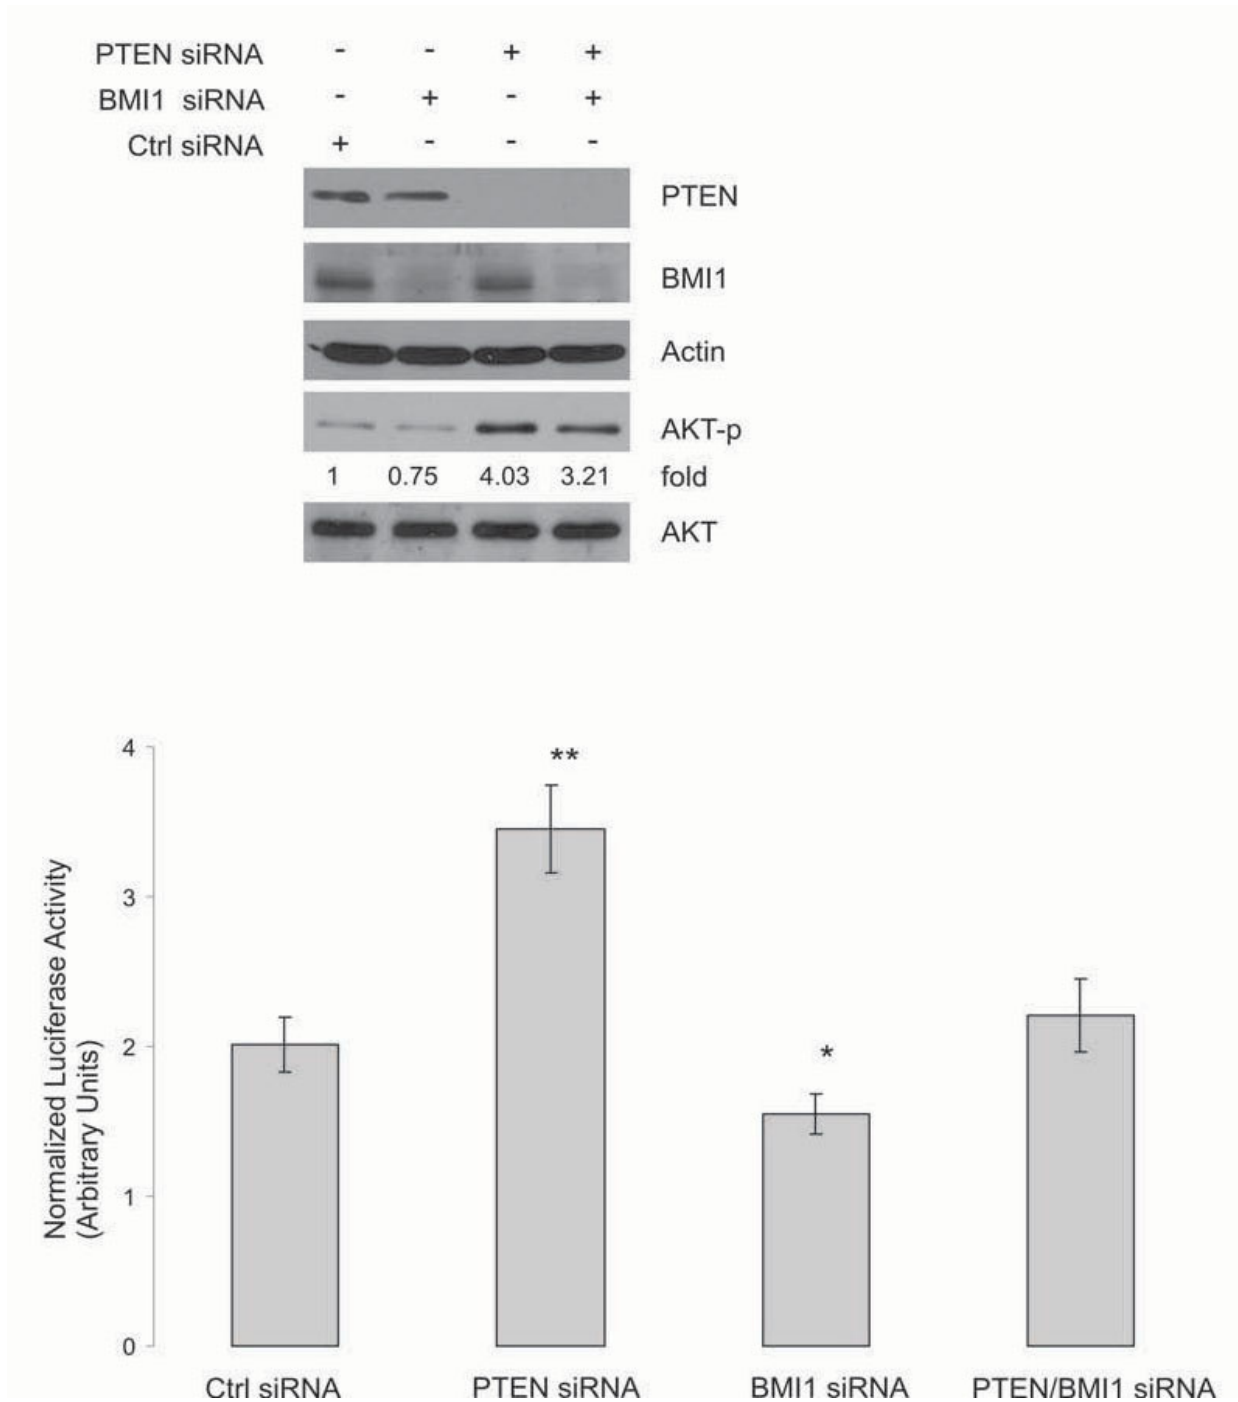 PTEN siRNA - - + +
BMI1 siRNA - + - +
Ctrl siRNA + - - -
PTEN
BMI1
Actin
AKT-p
1 0.75 4.03 3.21 fold
AKT
4
3
2
1
0
Normalized Luciferase Activity
(Arbitrary Units)
**
*
Ctrl siRNA PTEN siRNA BMI1 siRNA PTEN/BMI1 siRNA